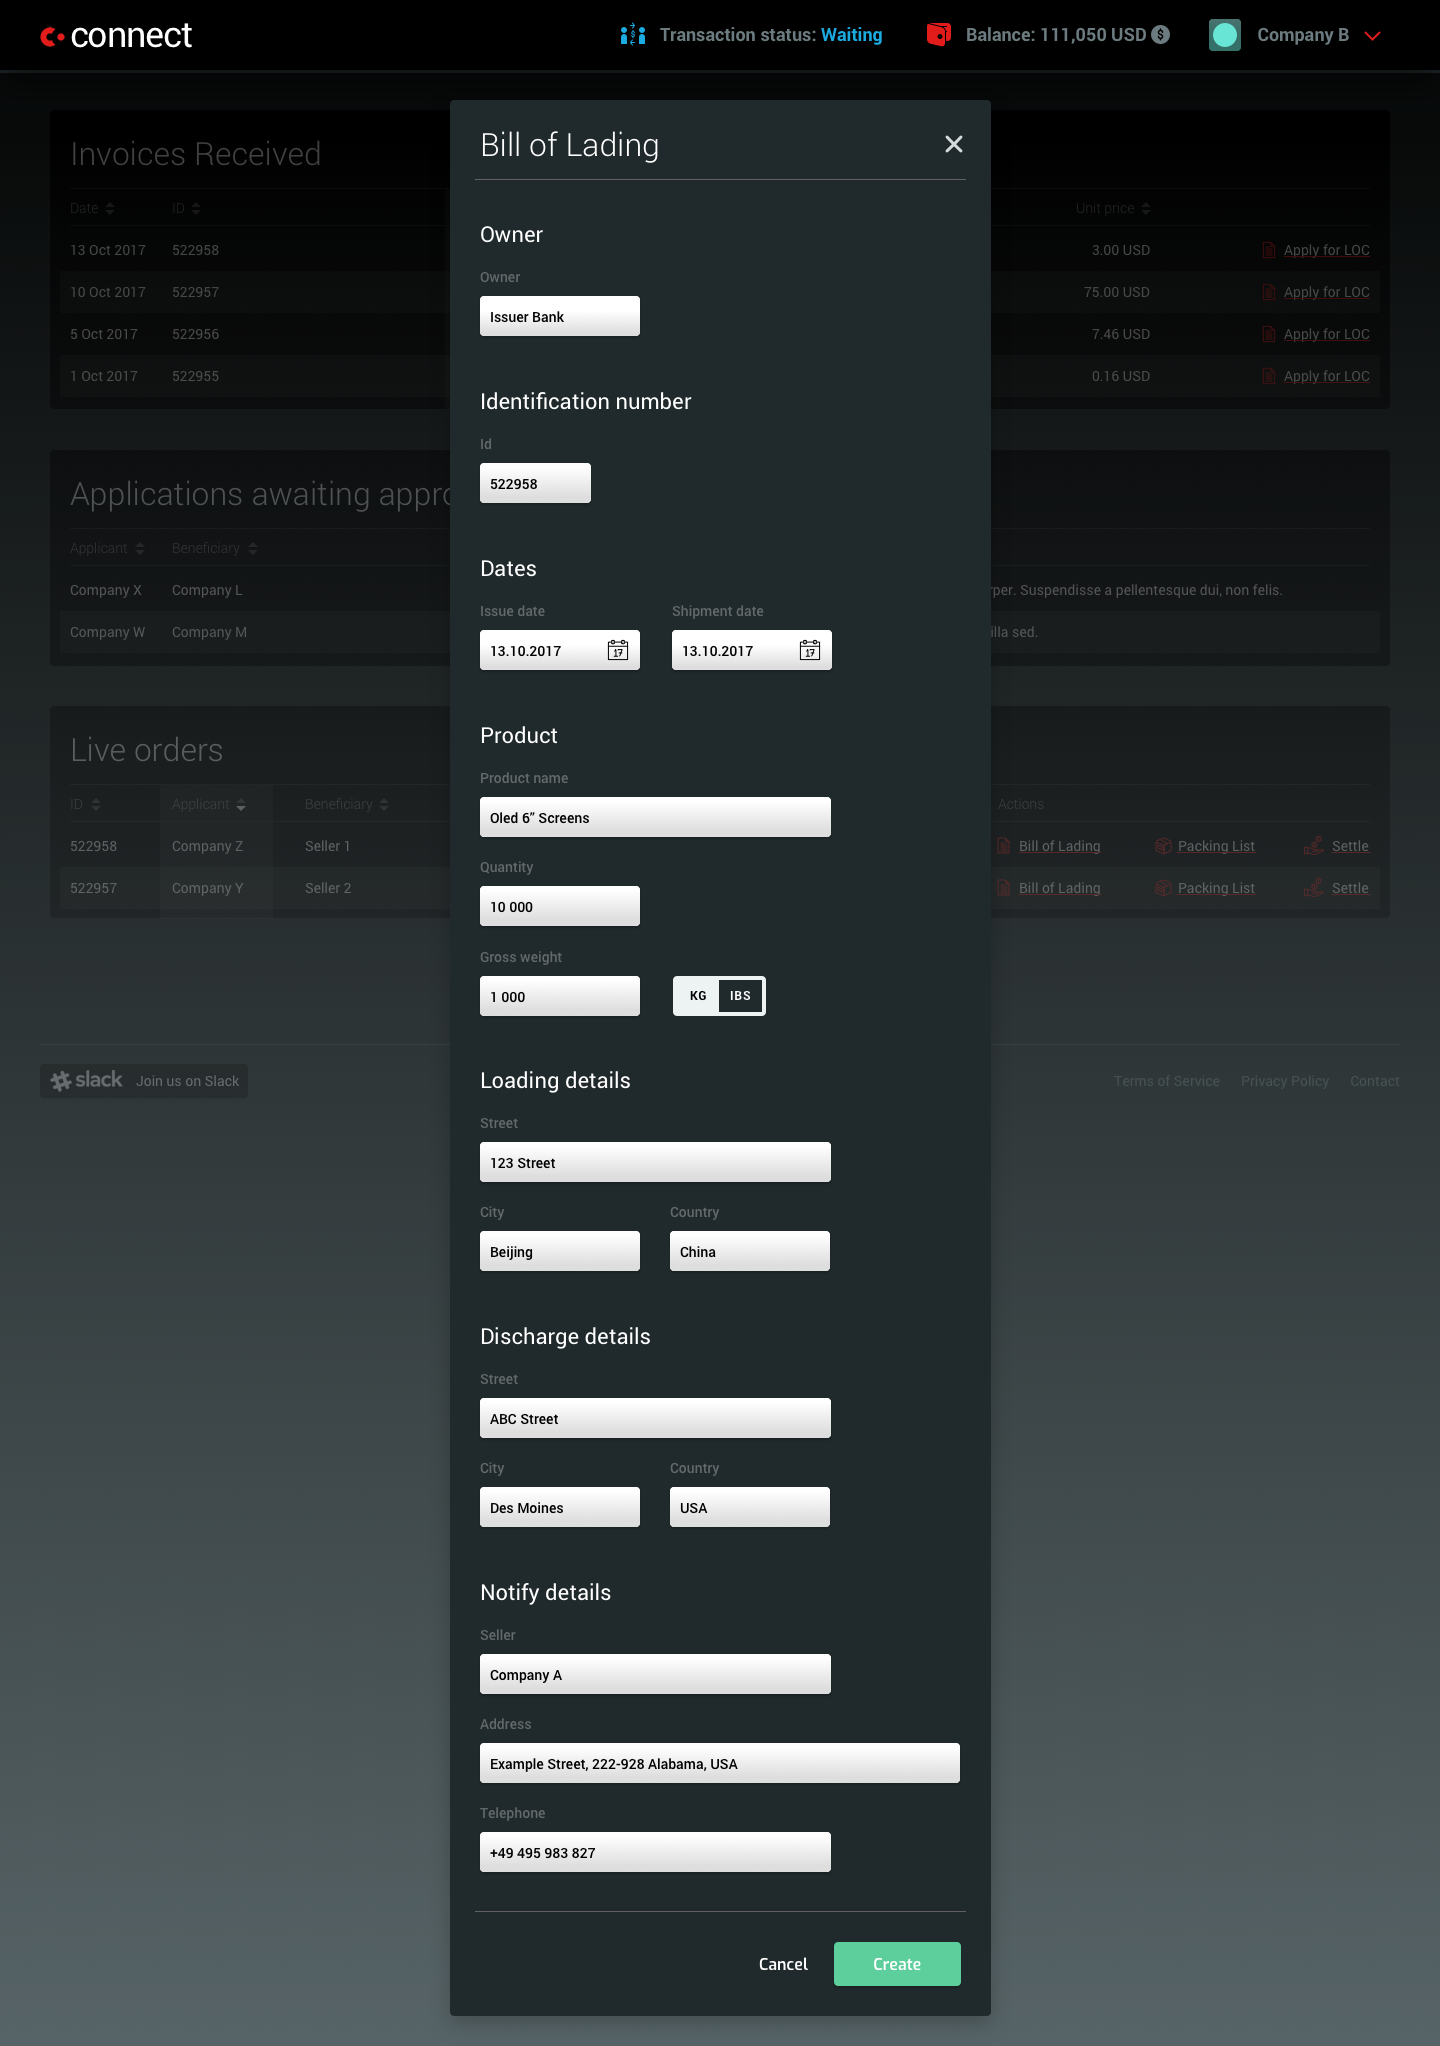 connect
Transaction status: Waiting
Balance: 111,050 USD $
Company B
Invoices Received
Date ID Unit price
13 Oct 2017 522958 3.00 USD Apply for LOC
10 Oct 2017 522957 75.00 USD Apply for LOC
5 Oct 2017 522956 7.46 USD Apply for LOC
1 Oct 2017 522955 0.16 USD Apply for LOC
Applications awaiting appro
Applicant Beneficiary
Company X Company L per. Suspendisse a pellentesque dui, non felis.
Company W Company M illa sed.
Live orders
ID Applicant Beneficiary Actions
522958 Company Z Seller 1 Bill of Lading Packing List Settle
522957 Company Y Seller 2 Bill of Lading Packing List Settle
slack Join us on Slack
Terms of Service Privacy Policy Contact
Bill of Lading
Owner
Owner
Issuer Bank
Identification number
Id
522958
Dates
Issue date Shipment date
13.10.2017 17 13.10.2017 17
Product
Product name
Oled 6” Screens
Quantity
10 000
Gross weight
1 000 KG IBS
Loading details
Street
123 Street
City Country
Beijing China
Discharge details
Street
ABC Street
City Country
Des Moines USA
Notify details
Seller
Company A
Address
Example Street, 222-928 Alabama, USA
Telephone
+49 495 983 827
Cancel Create